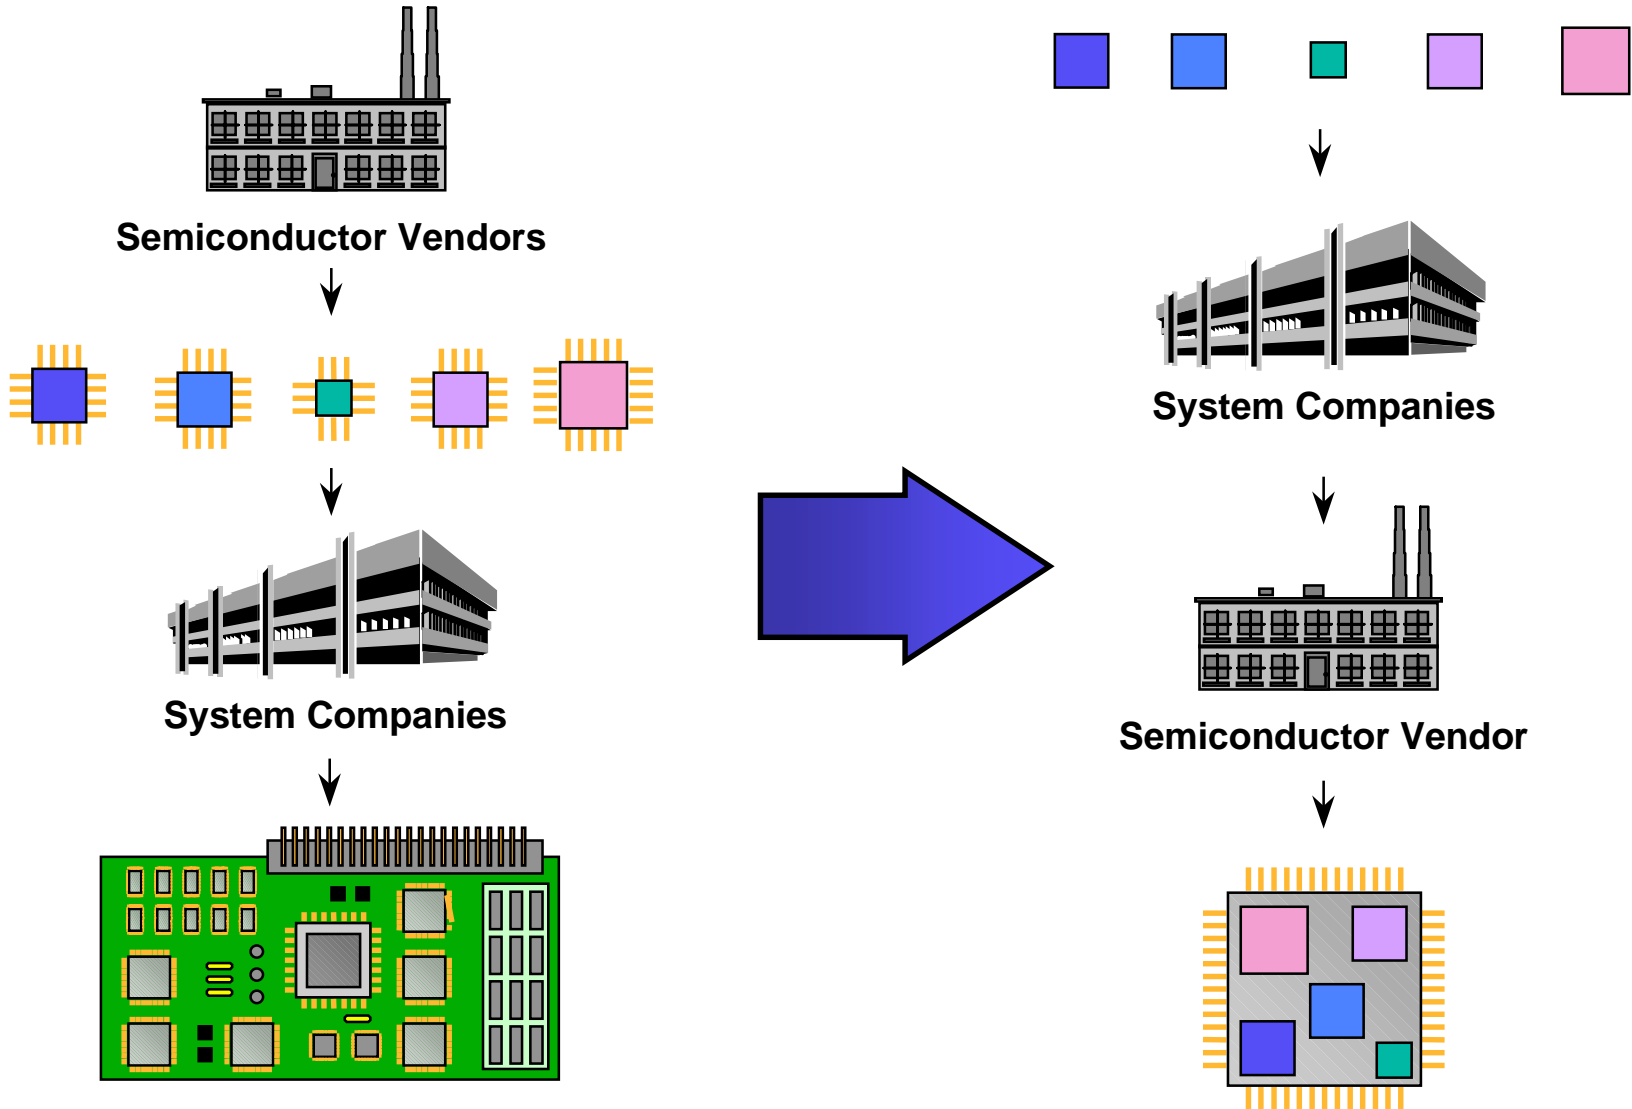 Semiconductor Vendors
System Companies
System Companies
Semiconductor Vendor